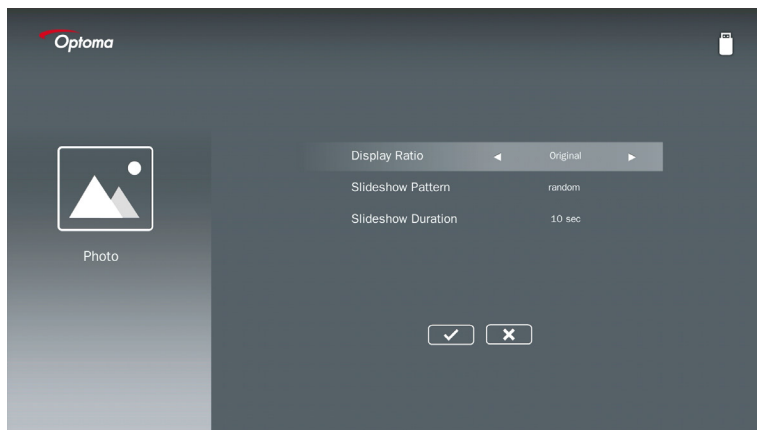 Optoma
Display Ratio Original
Slideshow Pattern random
Slideshow Duration 10 sec
Photo